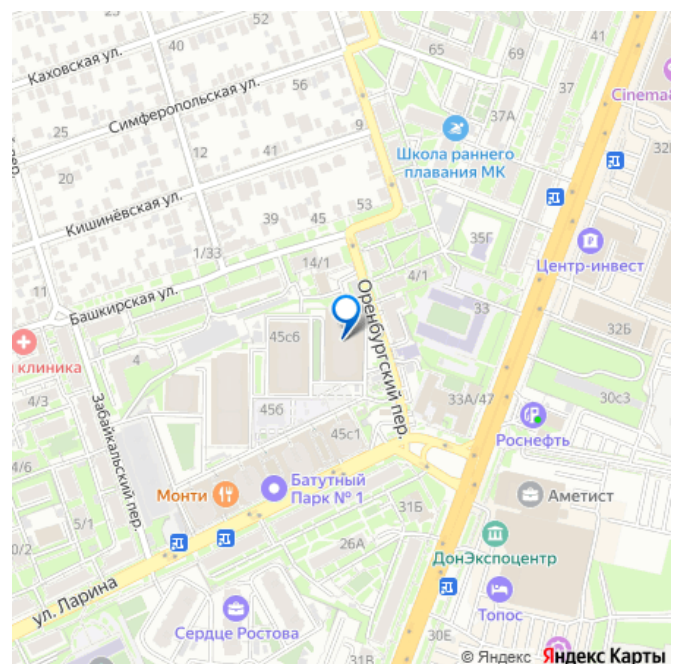 52
Каховская ул.
40
65
69
Симферопольская ул.
56
37
37А
Cinema
25
12
41
9
Школа раннего
плавания МК
пер.
20
Кишинёвская ул.
39
45
53
35Г
Центр-инвест
1/33
14/1
4/1
11
Башкирская ул.
Оренбургский пер.
33
32Б
45с6
клиника
4
4/3
Забайкальский пер.
45б
45с1
33А/47
30с3
Роснефть
4/6
Монти
Батутный
Парк № 1
Аметист
5/1
31Б
26А
ДонЭкспоцентр
ул. Ларина
Топос
Сердце Ростова
30Е
31В
© Яндекс Яндекс Карты